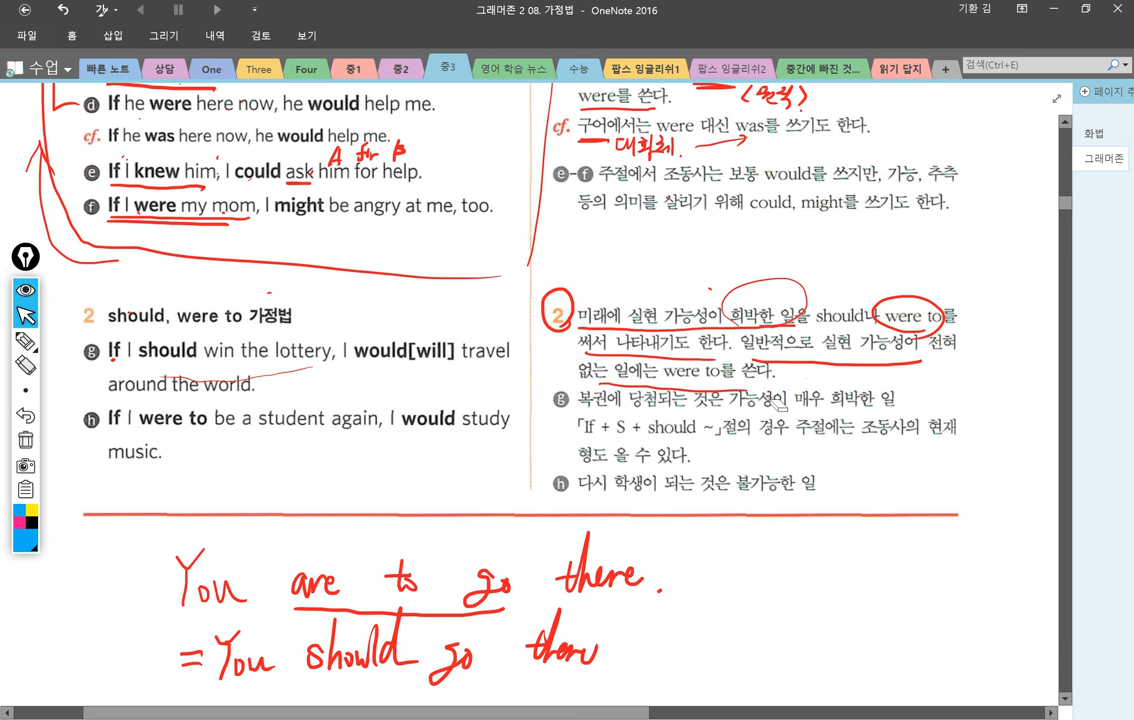 그래머존 2 08. 가정법 - OneNote 2016
기환 김
파일 홈 삽입 그리기 내역 검토 보기
수업 빠른 노트 상담 One Three Four 중1 중2 중3 영어 학습 뉴스 수능 팝스 잉글리쉬1 팝스 잉글리쉬2 중간에 빠진 것... 읽기 답지 + 검색(Ctrl+E)
페이지 추
화법
그래머존
d If he were here now, he would help me.
cf. If he was here now, he would help me.
A for B
e If I knew him, I could ask him for help.
f If I were my mom, I might be angry at me, too.
were를 쓴다.
cf. 구어에서는 were 대신 was를 쓰기도 한다.
대화체.
e-f 주절에서 조동사는 보통 would를 쓰지만, 가능, 추측
등의 의미를 살리기 위해 could, might를 쓰기도 한다.
2 should, were to 가정법
g If I should win the lottery, I would[will] travel
around the world.
h If I were to be a student again, I would study
music.
2 미래에 실현 가능성이 희박한 일을 should나 were to를
써서 나타내기도 한다. 일반적으로 실현 가능성이 전혀
없는 일에는 were to를 쓴다.
g 복권에 당첨되는 것은 가능성이 매우 희박한 일
「If + S + should ~」절의 경우 주절에는 조동사의 현재
형도 올 수 있다.
h 다시 학생이 되는 것은 불가능한 일
You are to go there.
= You should go there